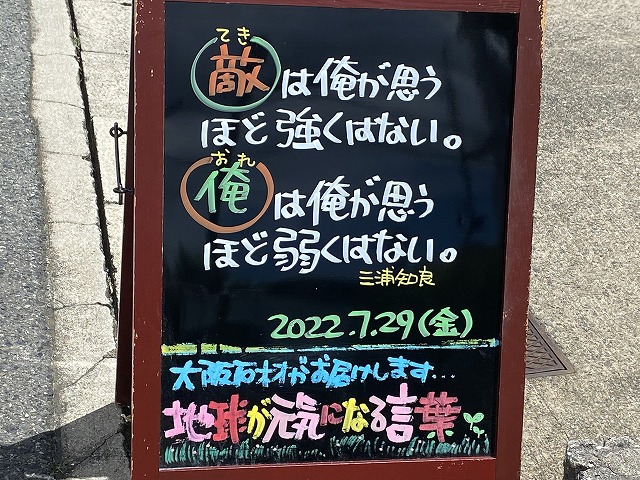 てき
敵は俺が思う
ほど強くはない。
おれ
俺は俺が思う
ほど弱くはない。
三浦知良
2022.7.29(金)
大阪石材がお届けします…
地球が元気になる言葉